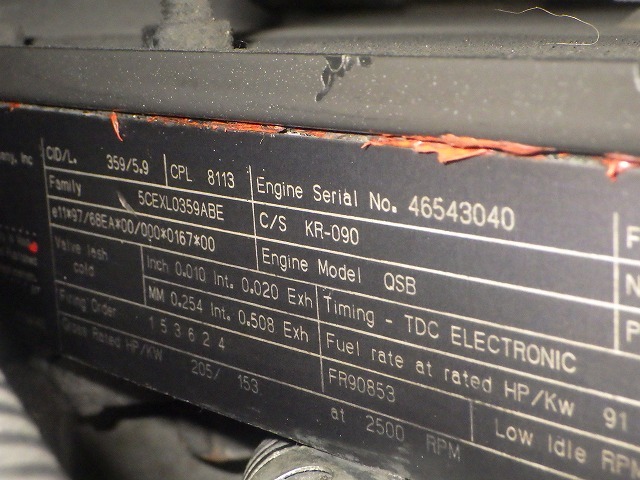 pany, Inc
CID/L. 359/5.9 CPL 8113 Engine Serial No. 46543040
Family 5CEXL0359ABE C/S KR-090
e11*97/68EA*00/000*0167*00 Engine Model QSB
Valve lash cold Inch 0.010 Int. 0.020 Exh Timing - TDC ELECTRONIC
MM 0.254 Int. 0.508 Exh Fuel rate at rated HP/Kw 91
Firing Order 1 5 3 6 2 4 FR90853
Gross Rated HP/KW 205/ 153 at 2500 RPM Low Idle RPM